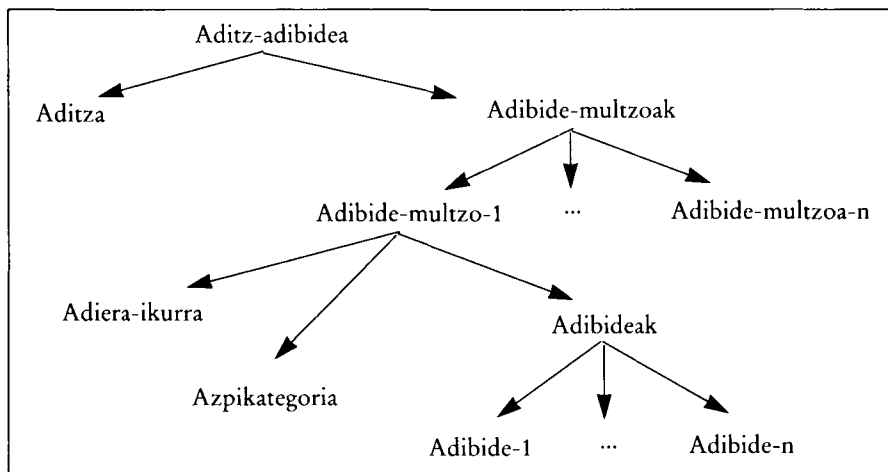 Aditz-adibidea
Aditza
Adibide-multzoak
Adibide-multzo-1 ... Adibide-multzoa-n
Adiera-ikurra
Adibideak
Azpikategoria
Adibide-1 ... Adibide-n